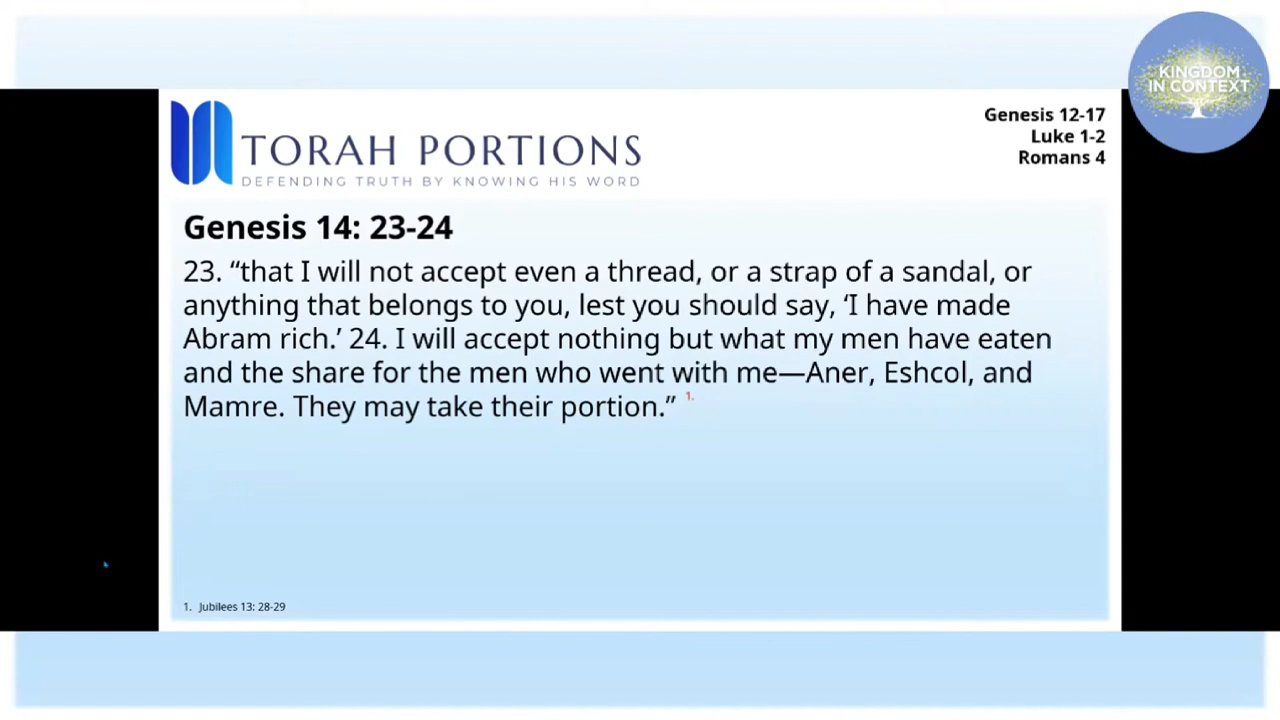 KINGDOM
IN CONTEXT
TORAH PORTIONS
DEFENDING TRUTH BY KNOWING HIS WORD
Genesis 12-17
Luke 1-2
Romans 4
Genesis 14: 23-24
23. “that I will not accept even a thread, or a strap of a sandal, or
anything that belongs to you, lest you should say, ‘I have made
Abram rich.’ 24. I will accept nothing but what my men have eaten
and the share for the men who went with me—Aner, Eshcol, and
Mamre. They may take their portion.” 1.
1. Jubilees 13: 28-29